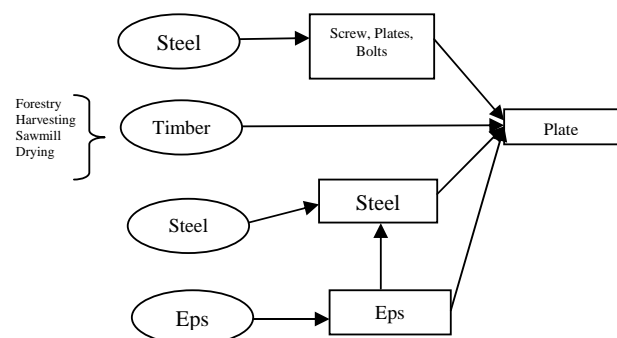 Steel
Screw, Plates,
Bolts
Forestry
Harvesting
Sawmill
Drying
Timber
Plate
Steel
Steel
Eps
Eps